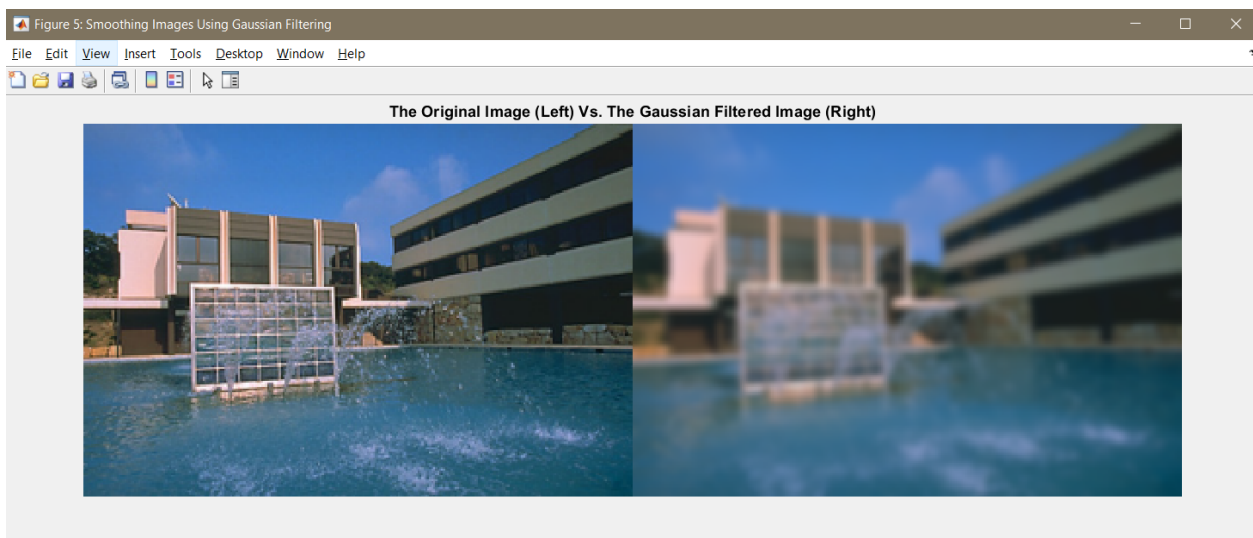 Figure 5: Smoothing Images Using Gaussian Filtering
File Edit View Insert Tools Desktop Window Help
The Original Image (Left) Vs. The Gaussian Filtered Image (Right)